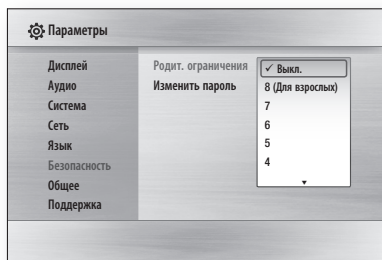 Параметры
Дисплей
Аудио
Система
Сеть
Язык
Безопасность
Общее
Поддержка
Родит. ограничения
Изменить пароль
✓ Выкл.
8 (Для взрослых)
7
6
5
4